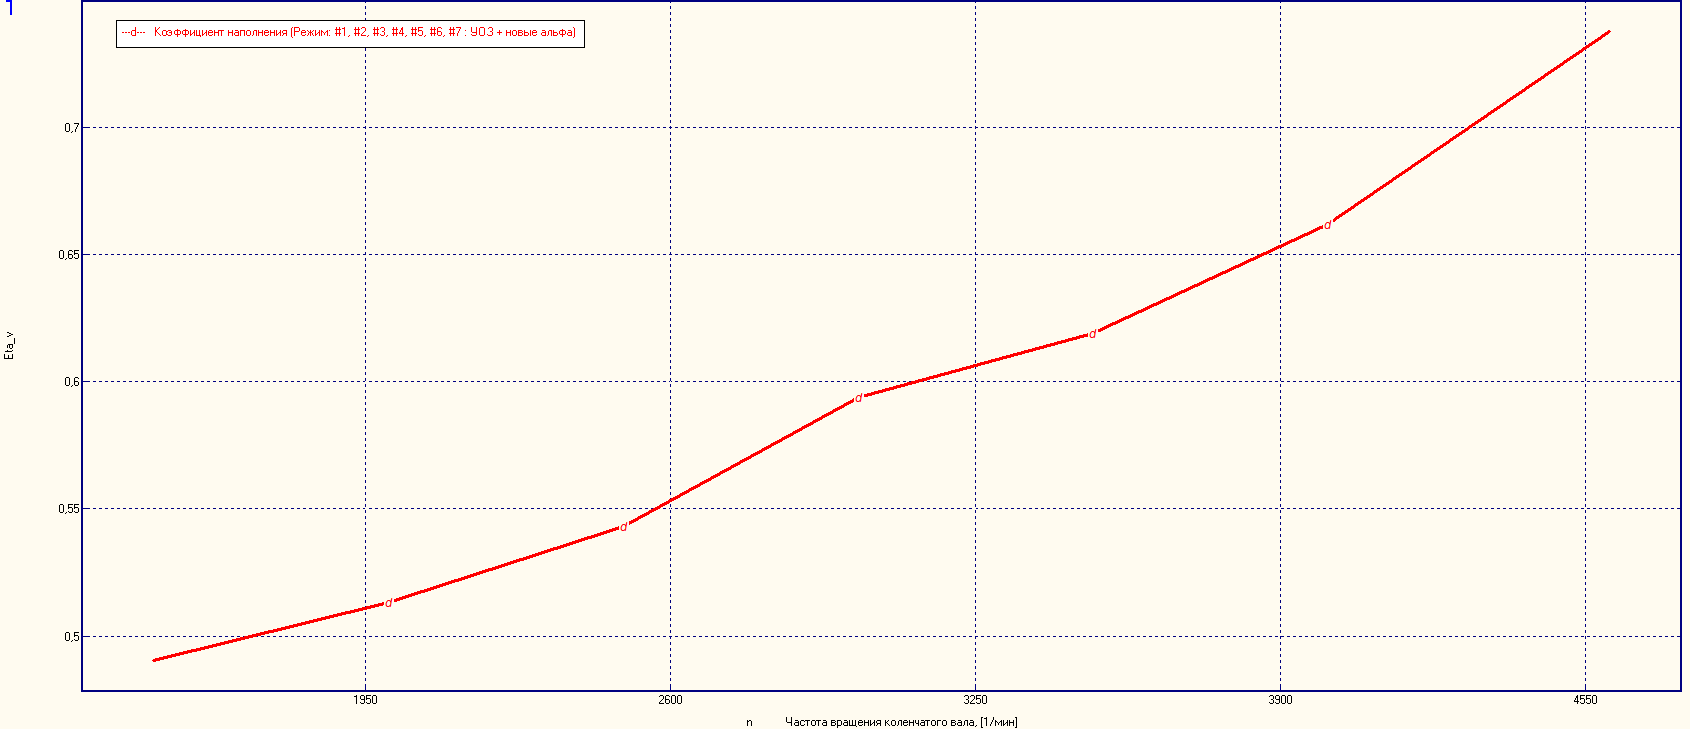 ---d--- Коэффициент наполнения (Режим: #1, #2, #3, #4, #5, #6, #7 : УОЗ + новые альфа)
0,7
0,65
0,6
0,55
0,5
Eta_v
d
d
d
d
d
1950 2600 3250 3900 4550
n Частота вращения коленчатого вала, [1/мин]